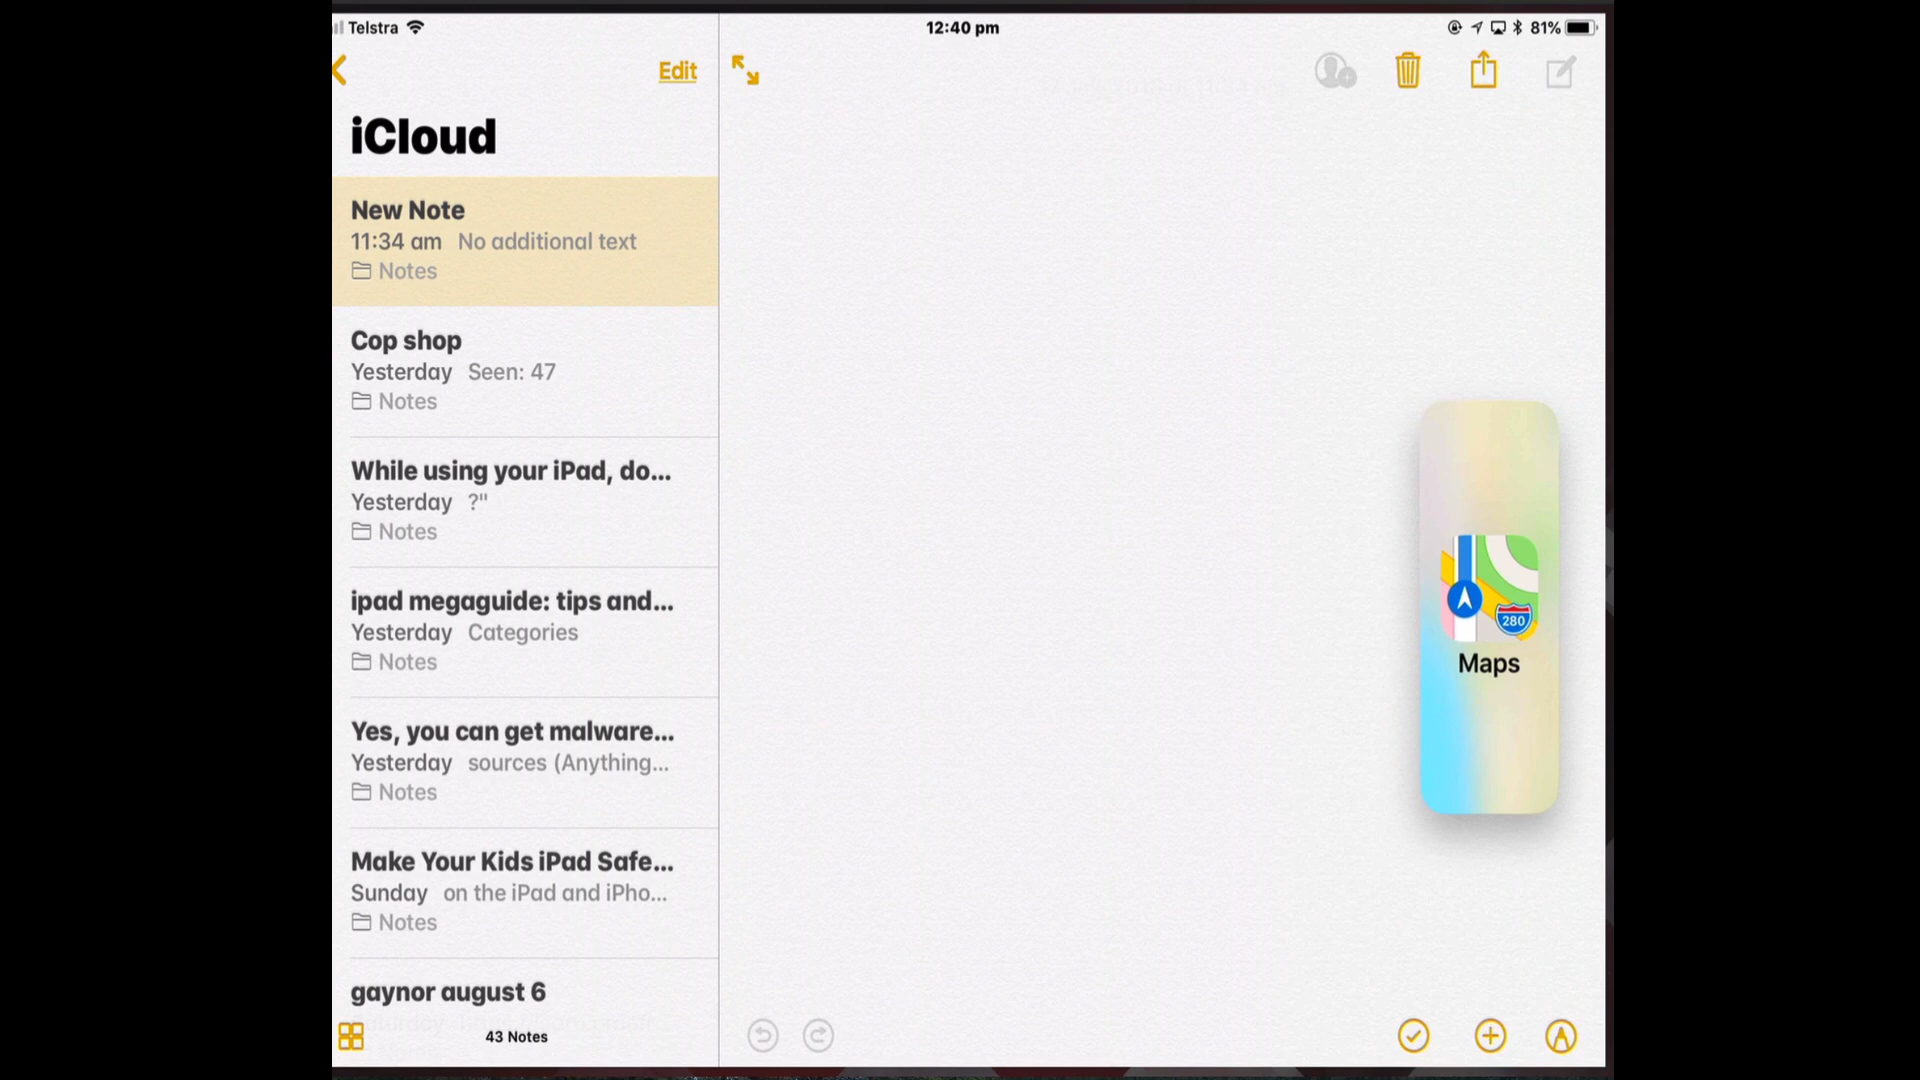 Telstra
12:40 pm
81%
Edit
iCloud
New Note
11:34 am No additional text
Notes
Cop shop
Yesterday Seen: 47
Notes
While using your iPad, do...
Yesterday ?"
Notes
ipad megaguide: tips and...
Yesterday Categories
Notes
Yes, you can get malware...
Yesterday sources (Anything...
Notes
Make Your Kids iPad Safe...
Sunday on the iPad and iPho...
Notes
gaynor august 6
Saturday
43 Notes
280
Maps